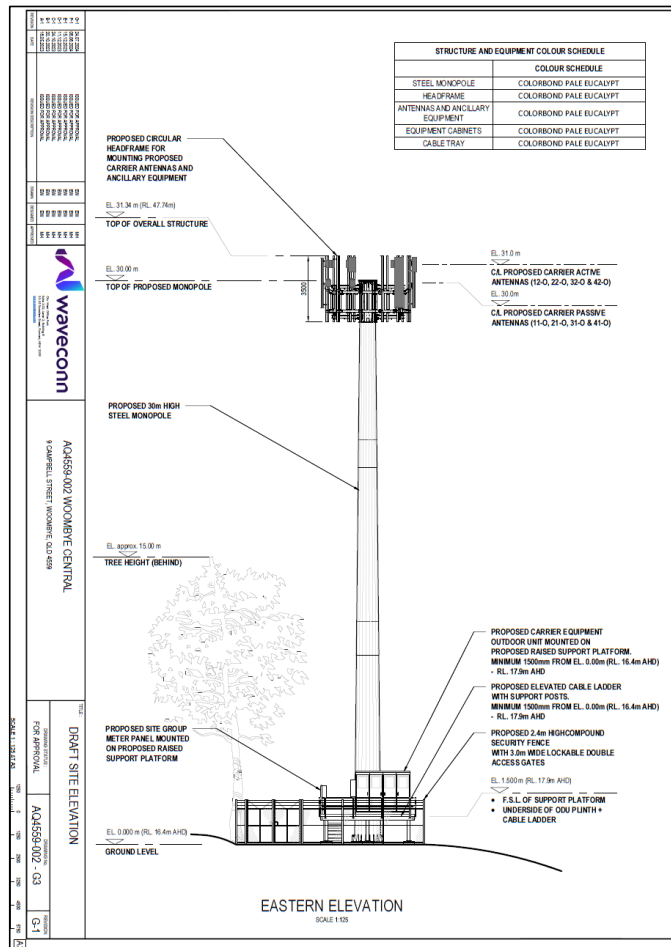 STRUCTURE AND EQUIPMENT COLOUR SCHEDULE
COLOUR SCHEDULE
STEEL MONOPOLE COLORBOND PALE EUCALYPT
HEADFRAME COLORBOND PALE EUCALYPT
ANTENNAS AND ANCILLARY
EQUIPMENT COLORBOND PALE EUCALYPT
EQUIPMENT CABINETS COLORBOND PALE EUCALYPT
CABLE TRAY COLORBOND PALE EUCALYPT
PROPOSED CIRCULAR
HEADFRAME FOR
MOUNTING PROPOSED
CARRIER ANTENNAS AND
ANCILLARY EQUIPMENT
EL. 31.34 m (RL. 47.74m)
TOP OF OVERALL STRUCTURE
EL. 30.00 m
TOP OF PROPOSED MONOPOLE
3500
EL. 31.0 m
C/L PROPOSED CARRIER ACTIVE
ANTENNAS (12-O, 22-O, 32-O & 42-O)
EL. 30.0m
C/L PROPOSED CARRIER PASSIVE
ANTENNAS (11-O, 21-O, 31-O & 41-O)
PROPOSED 30m HIGH
STEEL MONOPOLE
EL. approx. 15.00 m
TREE HEIGHT (BEHIND)
PROPOSED CARRIER EQUIPMENT
OUTDOOR UNIT MOUNTED ON
PROPOSED RAISED SUPPORT PLATFORM.
MINIMUM 1500mm FROM EL. 0.00m (RL. 16.4m AHD)
- RL. 17.9m AHD
PROPOSED ELEVATED CABLE LADDER
WITH SUPPORT POSTS.
MINIMUM 1500mm FROM EL. 0.00m (RL. 16.4m AHD)
- RL. 17.9m AHD
PROPOSED SITE GROUP
METER PANEL MOUNTED
ON PROPOSED RAISED
SUPPORT PLATFORM
PROPOSED 2.4m HIGHCOMPOUND
SECURITY FENCE
WITH 3.0m WIDE LOCKABLE DOUBLE
ACCESS GATES
EL. 1.500m (RL. 17.9m AHD)
• F.S.L. OF SUPPORT PLATFORM
• UNDERSIDE OF ODU PLINTH +
CABLE LADDER
EL. 0.000 m (RL. 16.4m AHD)
GROUND LEVEL
EASTERN ELEVATION
SCALE 1:125
waveconn
AQ4559-002 WOOMBYE CENTRAL
9 CAMPBELL STREET, WOOMBYE, QLD 4559
TITLE:
DRAFT SITE ELEVATION
FOR APPROVAL
AQ4559-002 - G3
G-1